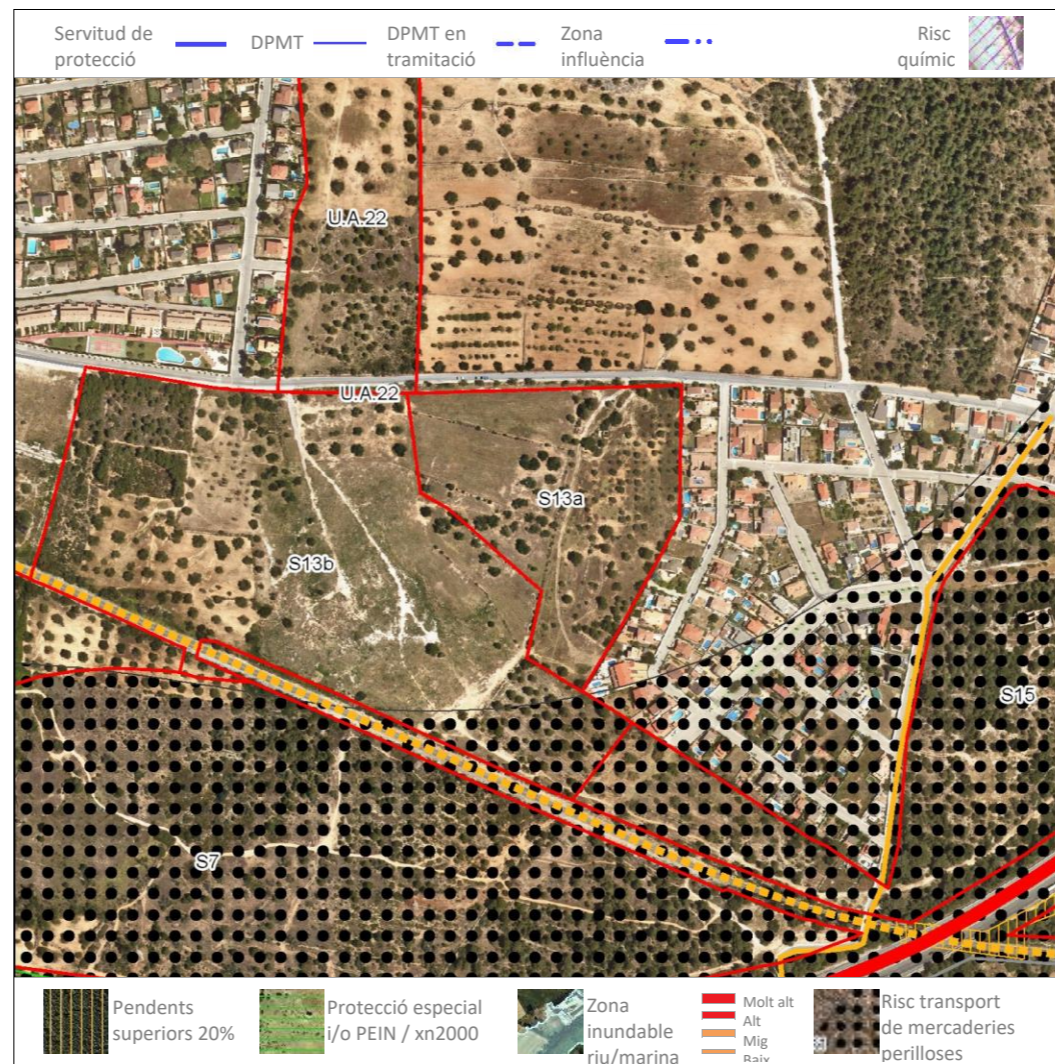 Servitud de
protecció
DPMT
DPMT en
tramitació
Zona
influència
Risc
químic
U.A.22
U.A.22
S13a
S13b
S15
S7
Pendents
superiors 20%
Protecció especial
i/o PEIN / xn2000
Zona
inundable
riu/marina
Molt alt
Alt
Mig
Baix
Risc transport
de mercaderies
perilloses